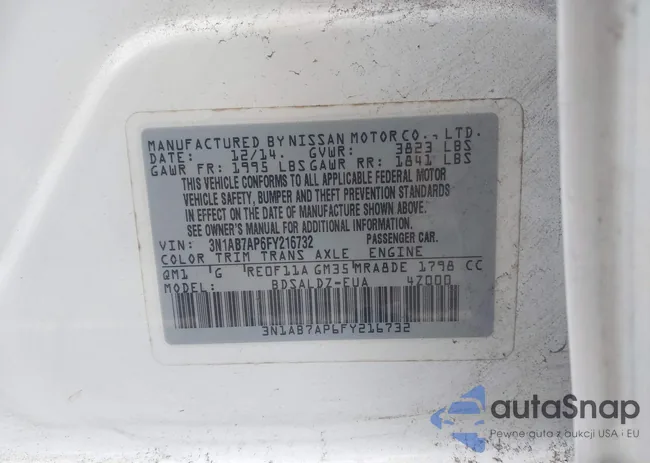 MANUFACTURED BY NISSAN MOTOR CO., LTD.
DATE: 12/14. GVWR: 3823 LBS
GAWR FR: 1995 LBS GAWR RR: 1841 LBS
THIS VEHICLE CONFORMS TO ALL APPLICABLE FEDERAL MOTOR
VEHICLE SAFETY, BUMPER AND THEFT PREVENTION STANDARDS
IN EFFECT ON THE DATE OF MANUFACTURE SHOWN ABOVE.
SEE OWNER'S MANUAL FOR ADDITIONAL INFORMATION.
VIN: 3N1AB7AP6FY216732 PASSENGER CAR.
COLOR TRIM TRANS AXLE ENGINE
QM1 G RE0F11A GM35 MRA8DE 1798 CC
MODEL: BDSALDZ-EUA 4Z000
3N1AB7AP6FY216732
autaSnap
Pewne auta z aukcji USA i EU